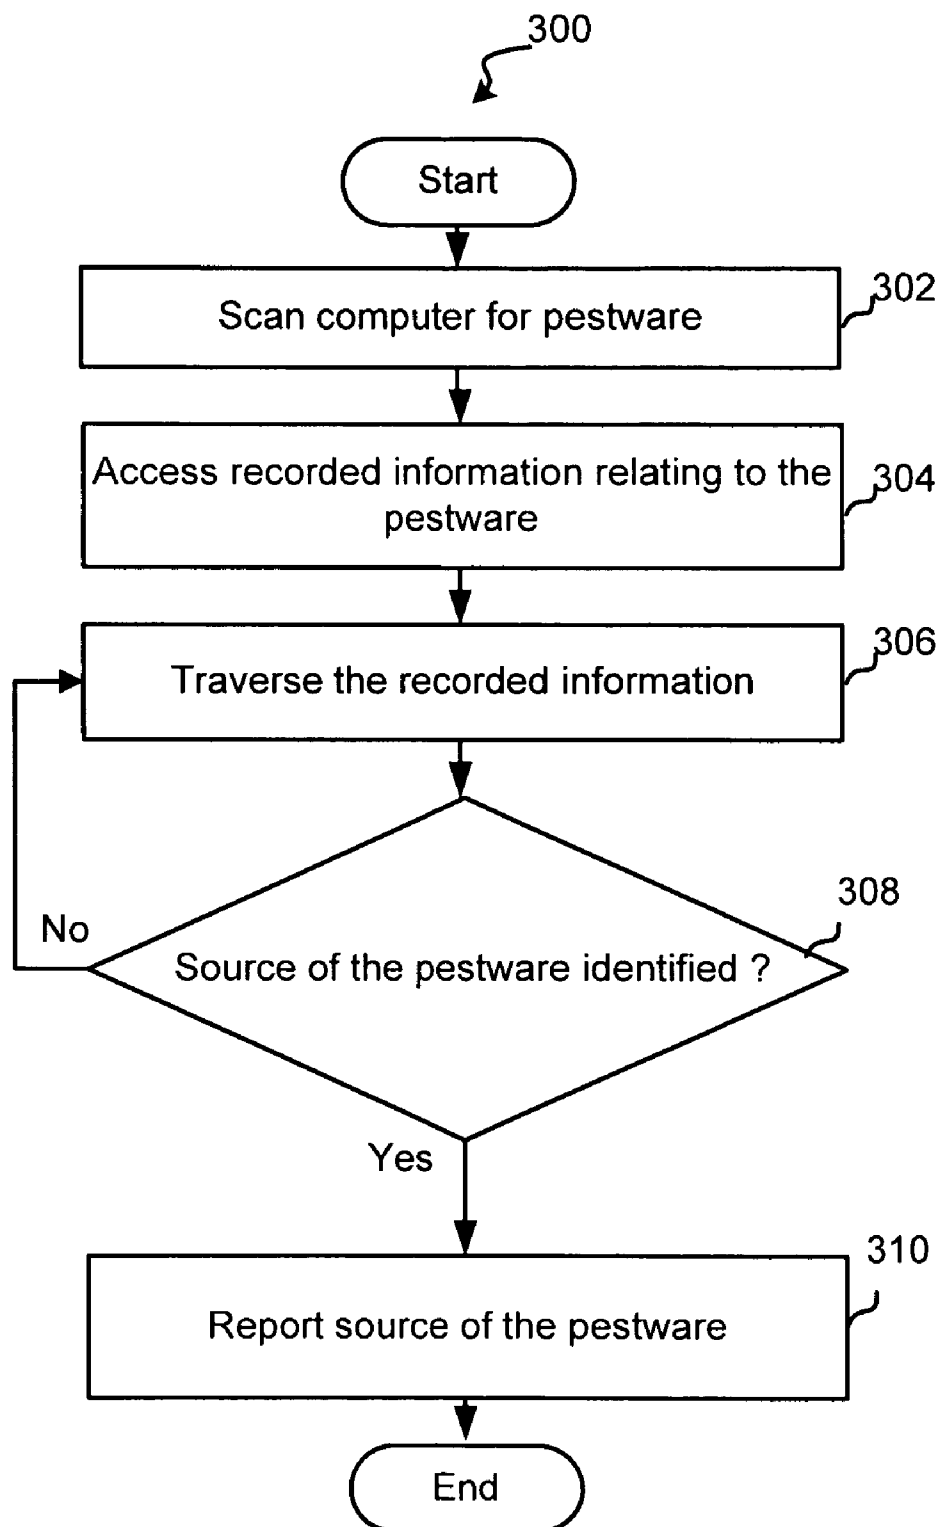 300
Start
Scan computer for pestware
302
Access recorded information relating to the
pestware
304
Traverse the recorded information
306
Source of the pestware identified ?
308
No
Yes
Report source of the pestware
310
End